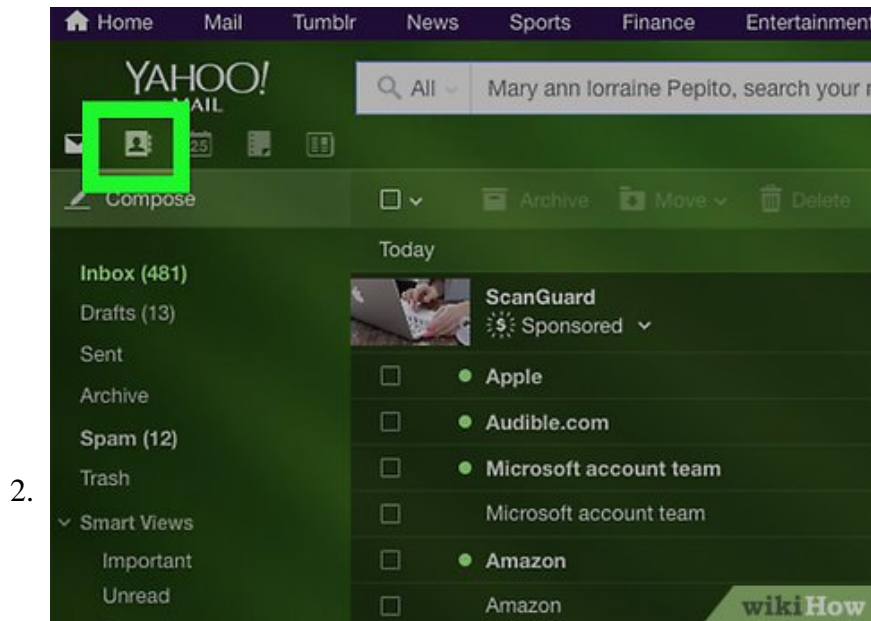 Home Mail Tumblr News Sports Finance Entertainment
YAHOO!
MAIL
All Mary ann lorraine Pepito, search your
25
Compose Archive Move Delete
Today
Inbox (481)
Drafts (13)
Sent
Archive
Spam (12)
Trash
Smart Views
Important
Unread
ScanGuard
$ Sponsored
Apple
Audible.com
Microsoft account team
Microsoft account team
Amazon
Amazon
2.
wikiHow